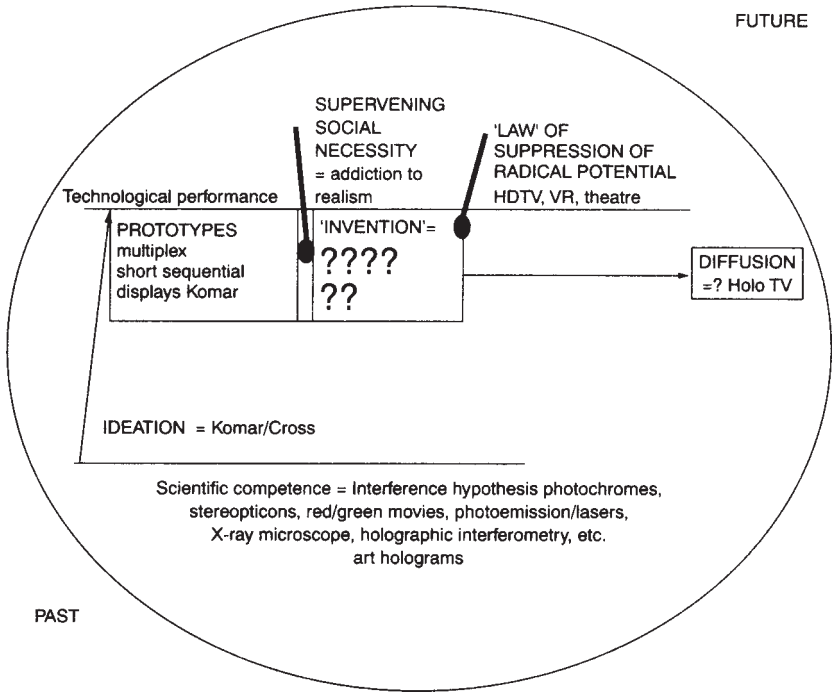 FUTURE
SUPERVENING
SOCIAL
NECESSITY
= addiction to
realism
'LAW' OF
SUPPRESSION OF
RADICAL POTENTIAL
HDTV, VR, theatre
Technological performance
PROTOTYPES
multiplex
short sequential
displays Komar
'INVENTION'=
????
??
DIFFUSION
=? Holo TV
IDEATION = Komar/Cross
Scientific competence = Interference hypothesis photochromes,
stereopticons, red/green movies, photoemission/lasers,
X-ray microscope, holographic interferometry, etc.
art holograms
PAST